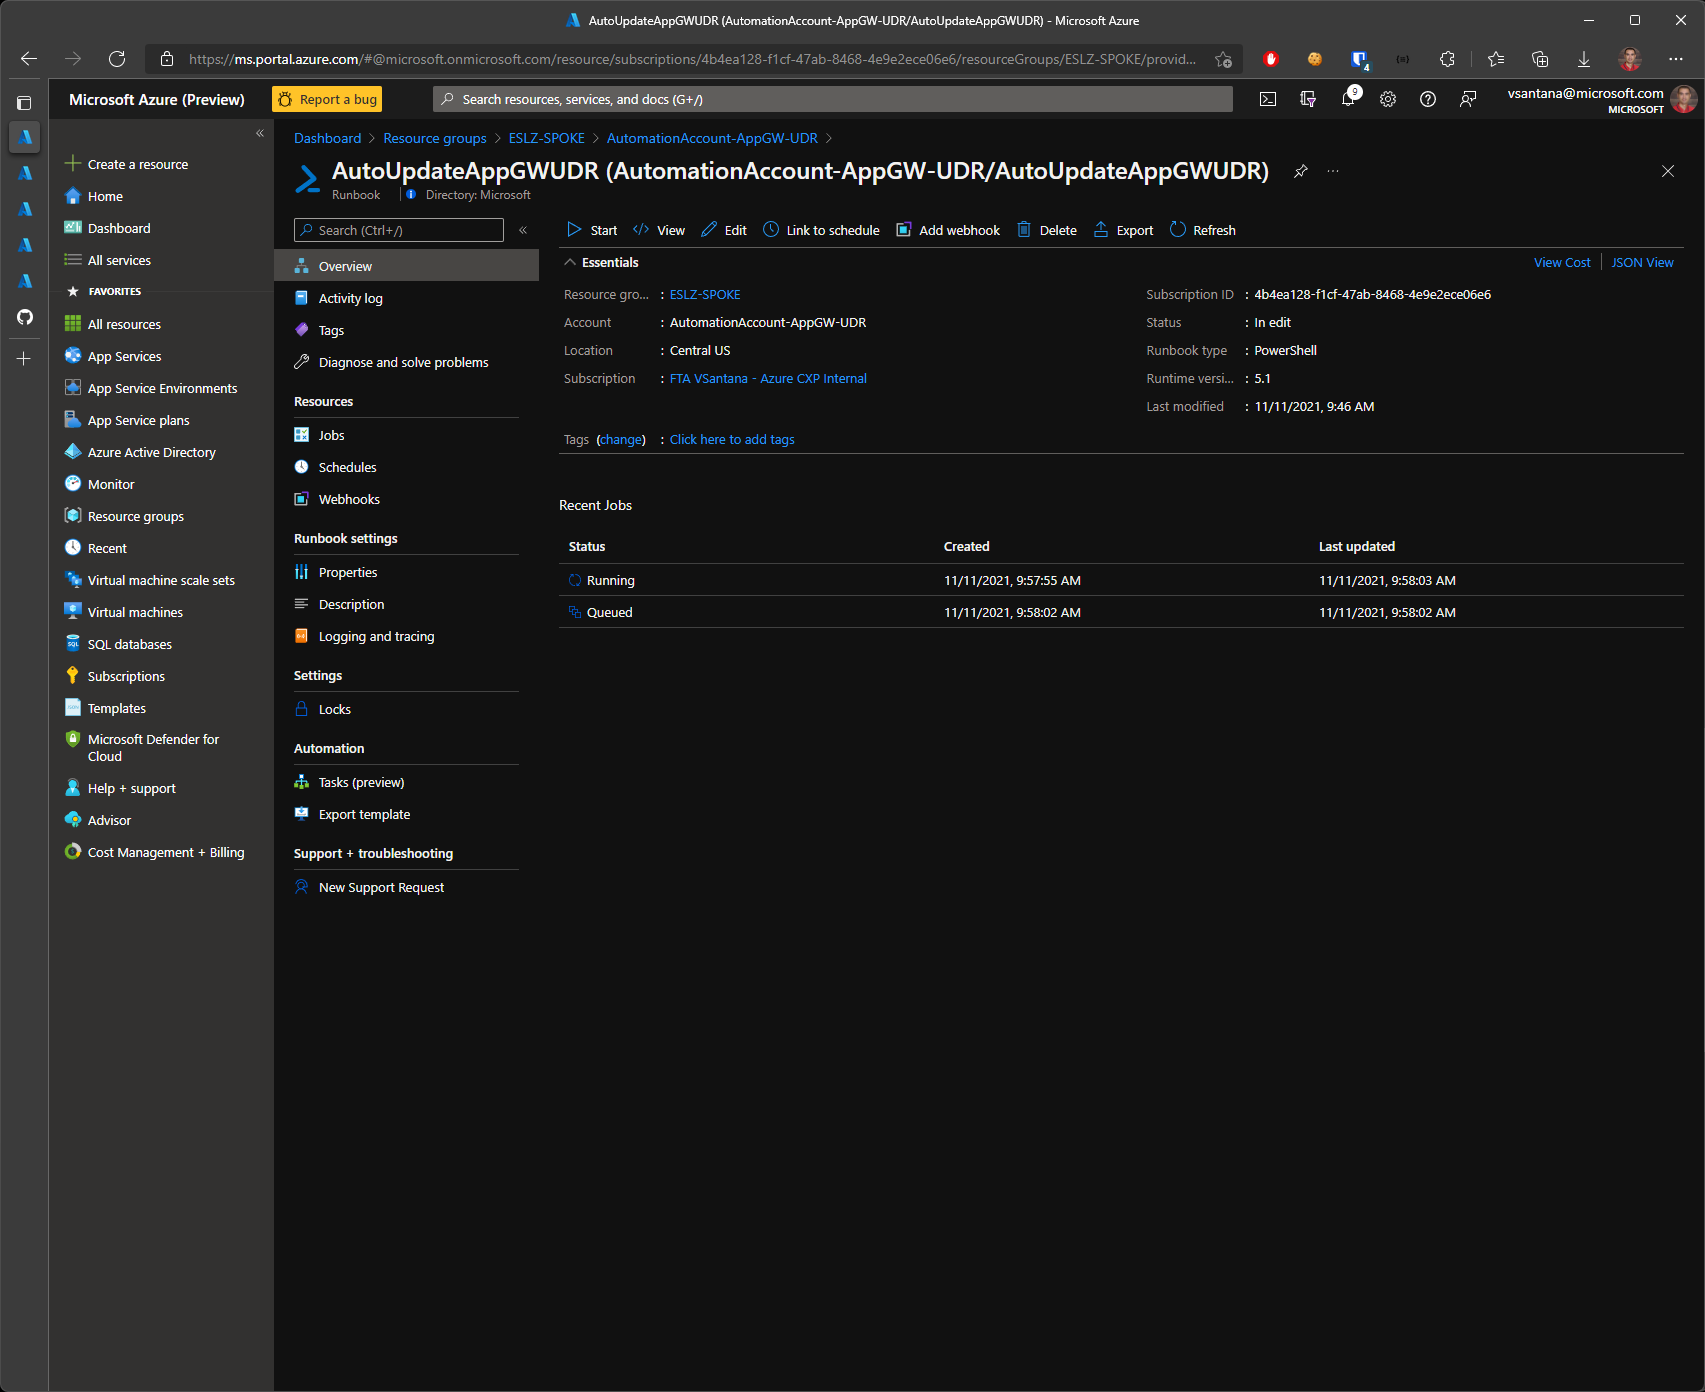 AutoUpdateAppGWUDR (AutomationAccount-AppGW-UDR/AutoUpdateAppGWUDR) - Microsoft Azure
https://ms.portal.azure.com/#@microsoft.onmicrosoft.com/resource/subscriptions/4b4ea128-f1cf-47ab-8468-4e9e2ece06e6/resourceGroups/ESLZ-SPOKE/provid...
4
Microsoft Azure (Preview)
Report a bug
Search resources, services, and docs (G+/)
9
vsantana@microsoft.com
MICROSOFT
Create a resource
Home
Dashboard
All services
FAVORITES
All resources
App Services
App Service Environments
App Service plans
Azure Active Directory
Monitor
Resource groups
Recent
Virtual machine scale sets
Virtual machines
SQL databases
Subscriptions
Templates
Microsoft Defender for
Cloud
Help + support
Advisor
Cost Management + Billing
Dashboard > Resource groups > ESLZ-SPOKE > AutomationAccount-AppGW-UDR >
AutoUpdateAppGWUDR (AutomationAccount-AppGW-UDR/AutoUpdateAppGWUDR)
Runbook
Directory: Microsoft
Search (Ctrl+/)
Overview
Activity log
Tags
Diagnose and solve problems
Resources
Jobs
Schedules
Webhooks
Runbook settings
Properties
Description
Logging and tracing
Settings
Locks
Automation
Tasks (preview)
Export template
Support + troubleshooting
New Support Request
Start
View
Edit
Link to schedule
Add webhook
Delete
Export
Refresh
Essentials
View Cost
JSON View
Resource gro... : ESLZ-SPOKE
Account : AutomationAccount-AppGW-UDR
Location : Central US
Subscription : FTA VSantana - Azure CXP Internal
Subscription ID : 4b4ea128-f1cf-47ab-8468-4e9e2ece06e6
Status : In edit
Runbook type : PowerShell
Runtime versi... : 5.1
Last modified : 11/11/2021, 9:46 AM
Tags (change) : Click here to add tags
Recent Jobs
Status Created Last updated
Running 11/11/2021, 9:57:55 AM 11/11/2021, 9:58:03 AM
Queued 11/11/2021, 9:58:02 AM 11/11/2021, 9:58:02 AM